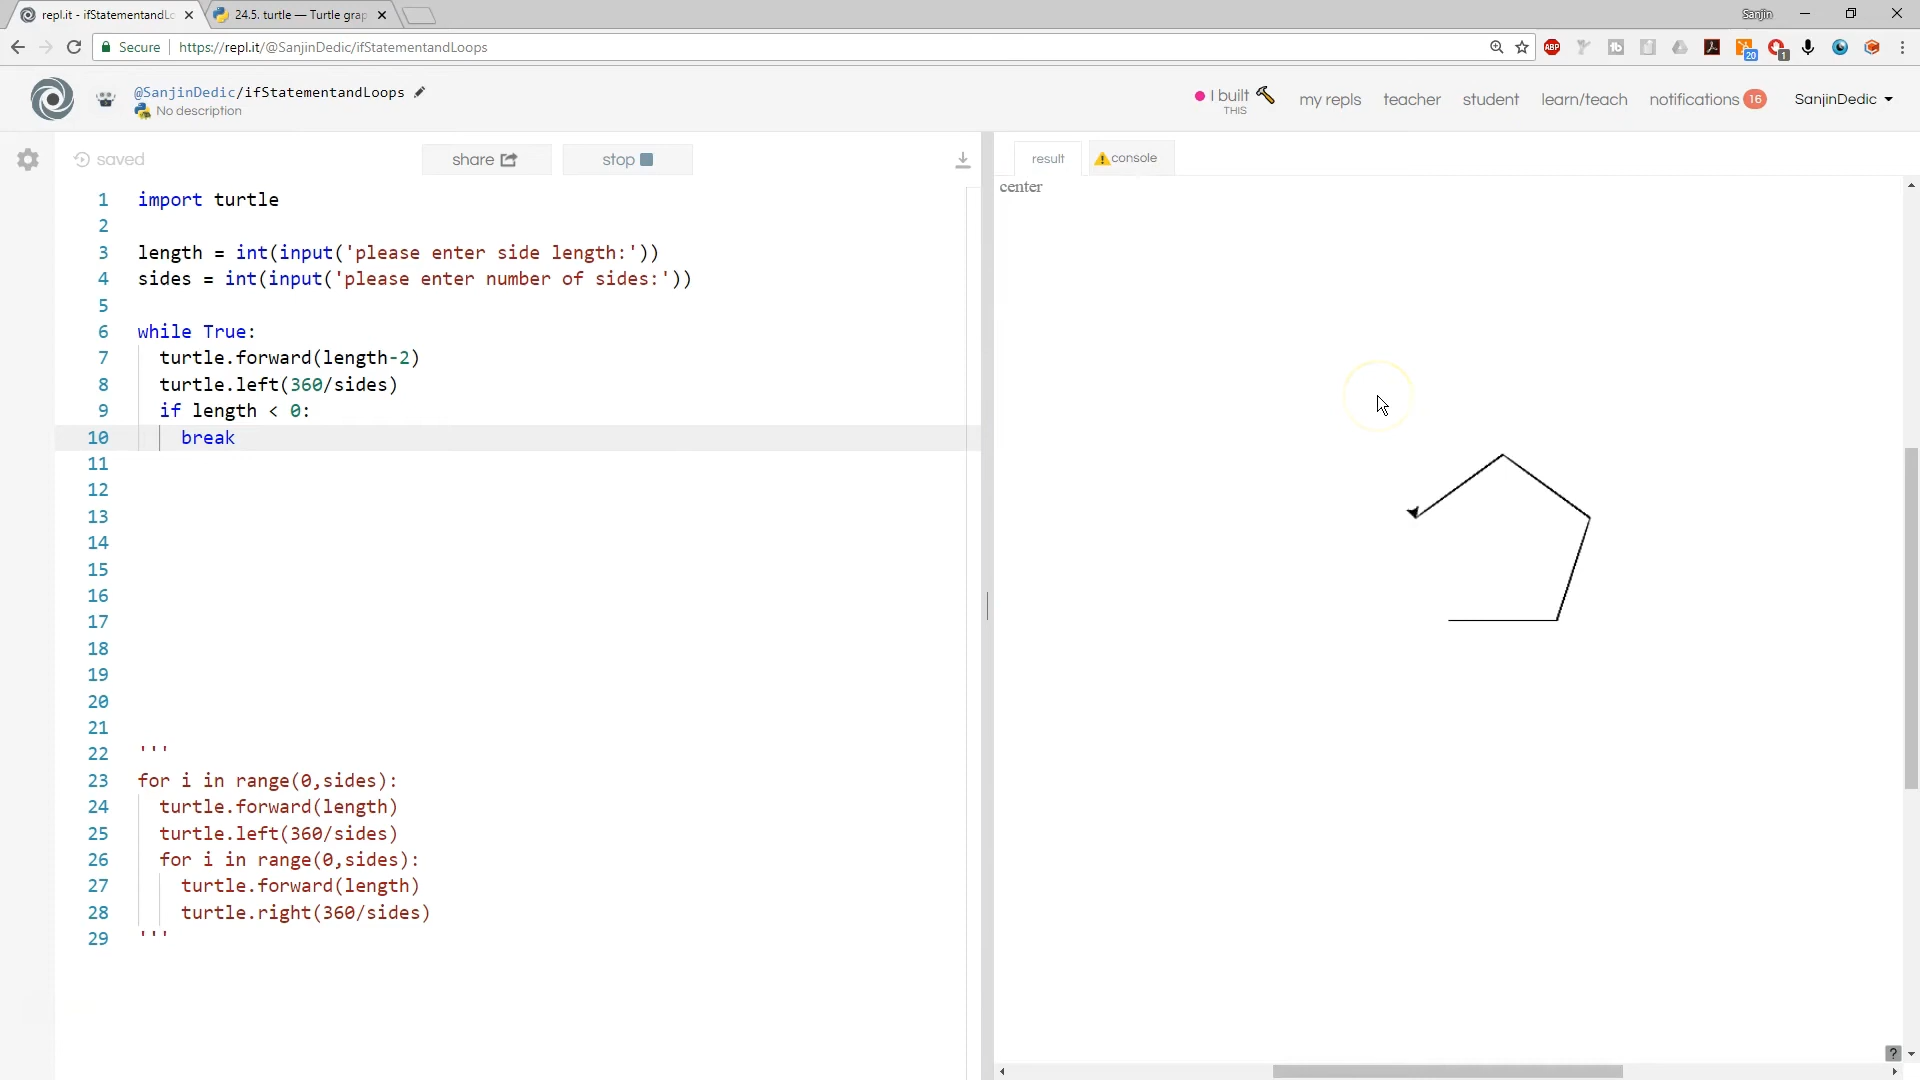 repl.it - ifStatementandLo
24.5. turtle — Turtle grap
Sanjin
Secure
https://repl.it/@SanjinDedic/ifStatementandLoops
ABP
20
1
@SanjinDedic/ifStatementandLoops
No description
I built
THIS
my repls
teacher
student
learn/teach
notifications 16
SanjinDedic
saved
share
stop
result
console
center
1 import turtle
2
3 length = int(input('please enter side length:'))
4 sides = int(input('please enter number of sides:'))
5
6 while True:
7 turtle.forward(length-2)
8 turtle.left(360/sides)
9 if length < 0:
10 break
11
12
13
14
15
16
17
18
19
20
21
22 '''
23 for i in range(0,sides):
24 turtle.forward(length)
25 turtle.left(360/sides)
26 for i in range(0,sides):
27 turtle.forward(length)
28 turtle.right(360/sides)
29 '''
?